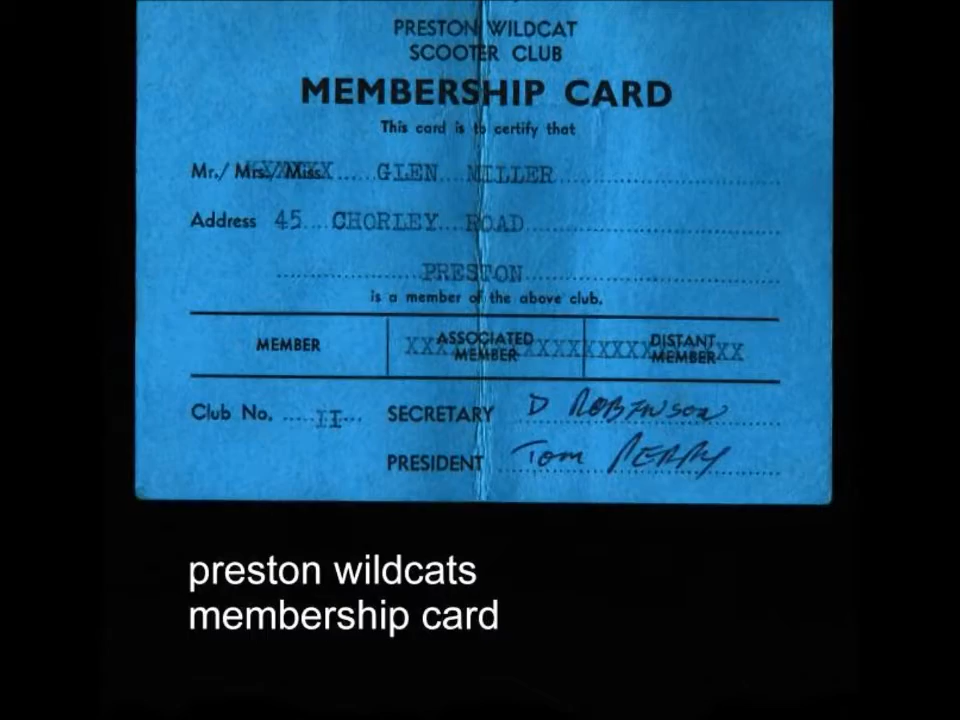 PRESTON WILDCAT
SCOOTER CLUB
MEMBERSHIP CARD
This card is to certify that
Mr./ Mrs./ Miss XXXXXX ..... GLEN MILLER ..........
Address 45 CHORLEY ROAD
PRESTON
is a member of the above club.
MEMBER ASSOCIATED MEMBER DISTANT MEMBER
Club No. II SECRETARY D ROBINSON
PRESIDENT Tom PERRY
preston wildcats
membership card